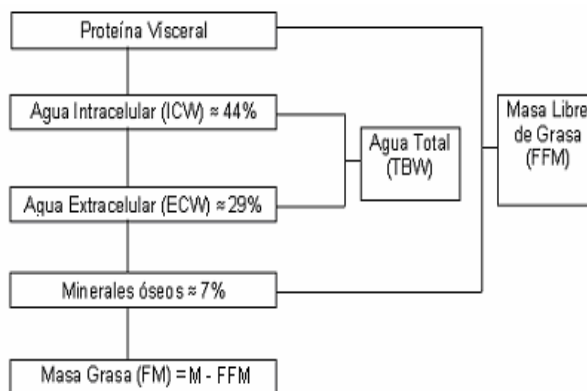 Proteína Visceral
Agua Intracelular (ICW) ≈ 44%
Agua Extracelular (ECW) ≈ 29%
Minerales óseos ≈ 7%
Masa Grasa (FM) = M - FFM
Agua Total
(TBW)
Masa Libre
de Grasa
(FFM)